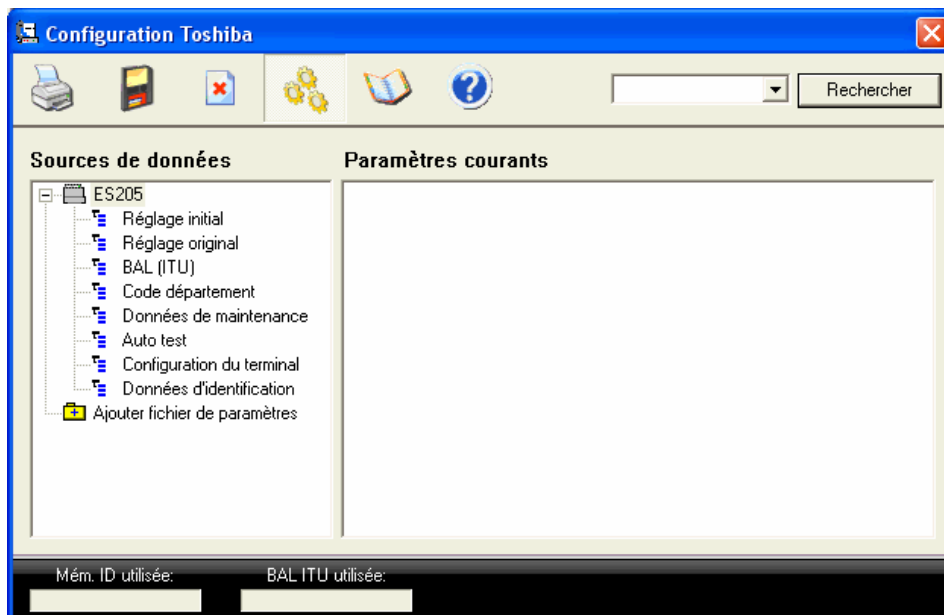 Configuration Toshiba
Rechercher
Sources de données
Paramètres courants
ES205
Réglage initial
Réglage original
BAL (ITU)
Code département
Données de maintenance
Auto test
Configuration du terminal
Données d'identification
Ajouter fichier de paramètres
Mém. ID utilisée:
BAL ITU utilisée: